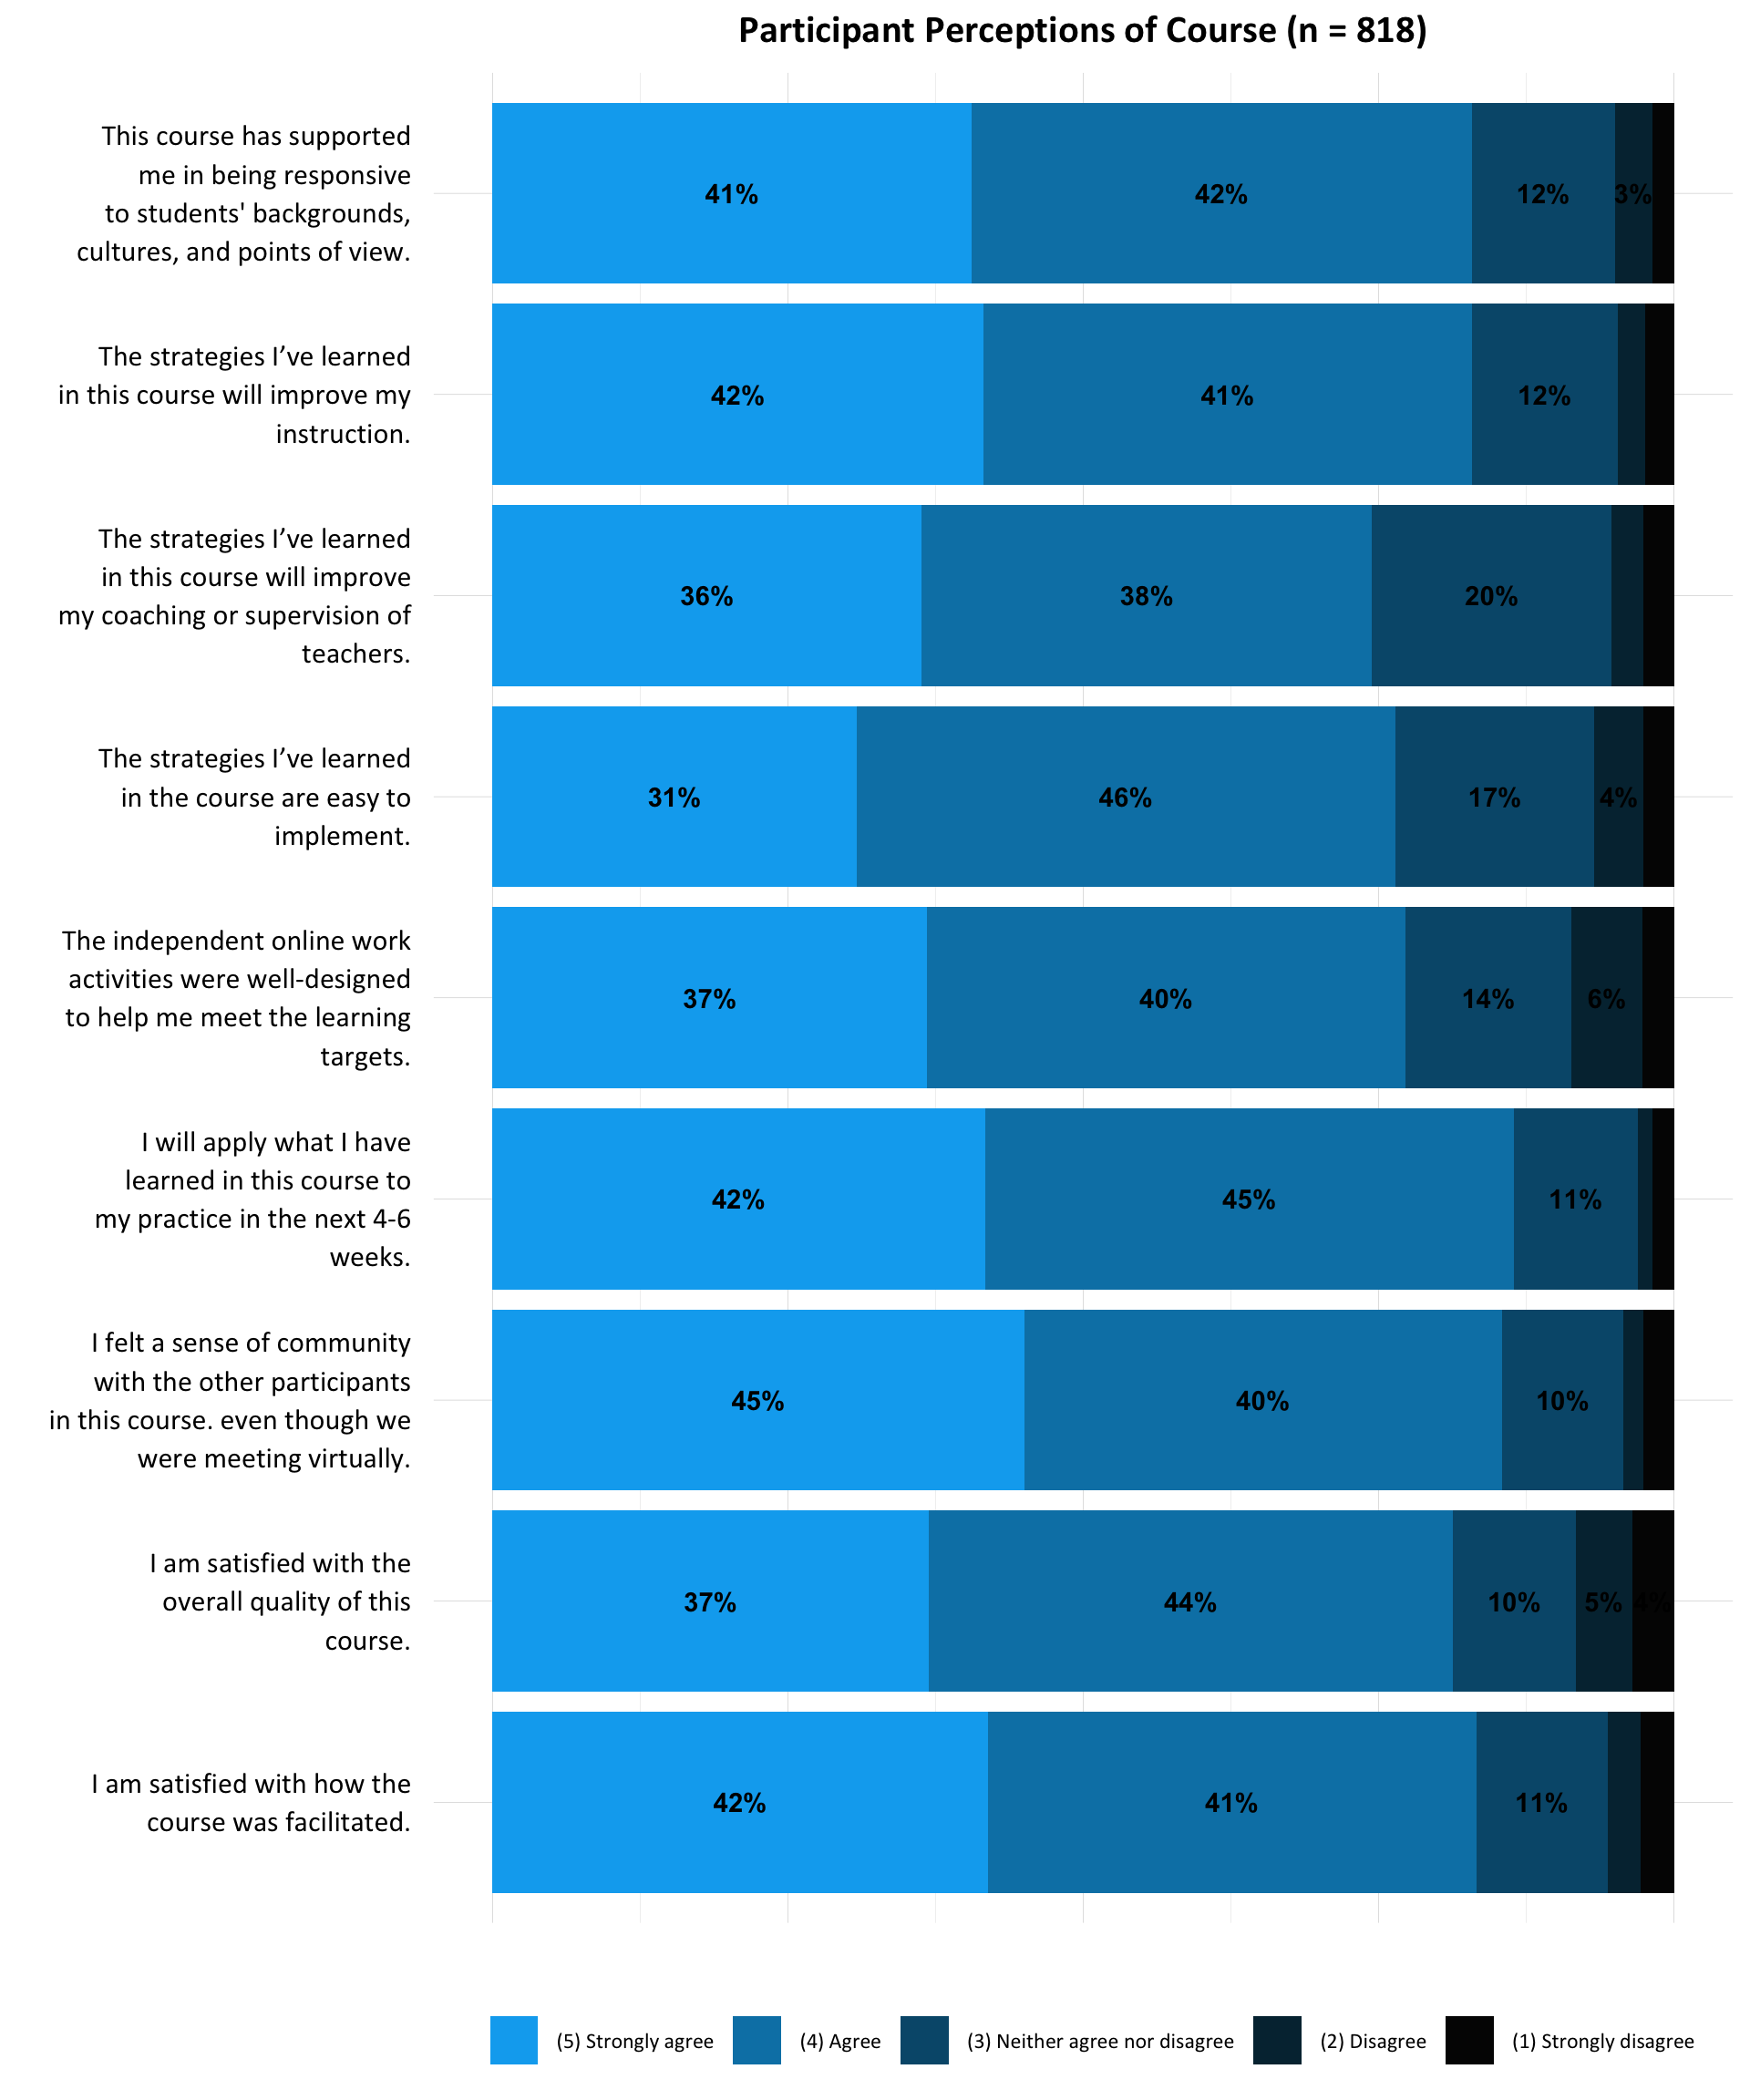 Participant Perceptions of Course (n = 818)
This course has supported
me in being responsive
to students' backgrounds,
cultures, and points of view.
41% 42% 12% 3%
The strategies I’ve learned
in this course will improve my
instruction.
42% 41% 12%
The strategies I’ve learned
in this course will improve
my coaching or supervision of
teachers.
36% 38% 20%
The strategies I’ve learned
in the course are easy to
implement.
31% 46% 17% 4%
The independent online work
activities were well-designed
to help me meet the learning
targets.
37% 40% 14% 6%
I will apply what I have
learned in this course to
my practice in the next 4-6
weeks.
42% 45% 11%
I felt a sense of community
with the other participants
in this course. even though we
were meeting virtually.
45% 40% 10%
I am satisfied with the
overall quality of this
course.
37% 44% 10% 5% 4%
I am satisfied with how the
course was facilitated.
42% 41% 11%
(5) Strongly agree (4) Agree (3) Neither agree nor disagree (2) Disagree (1) Strongly disagree